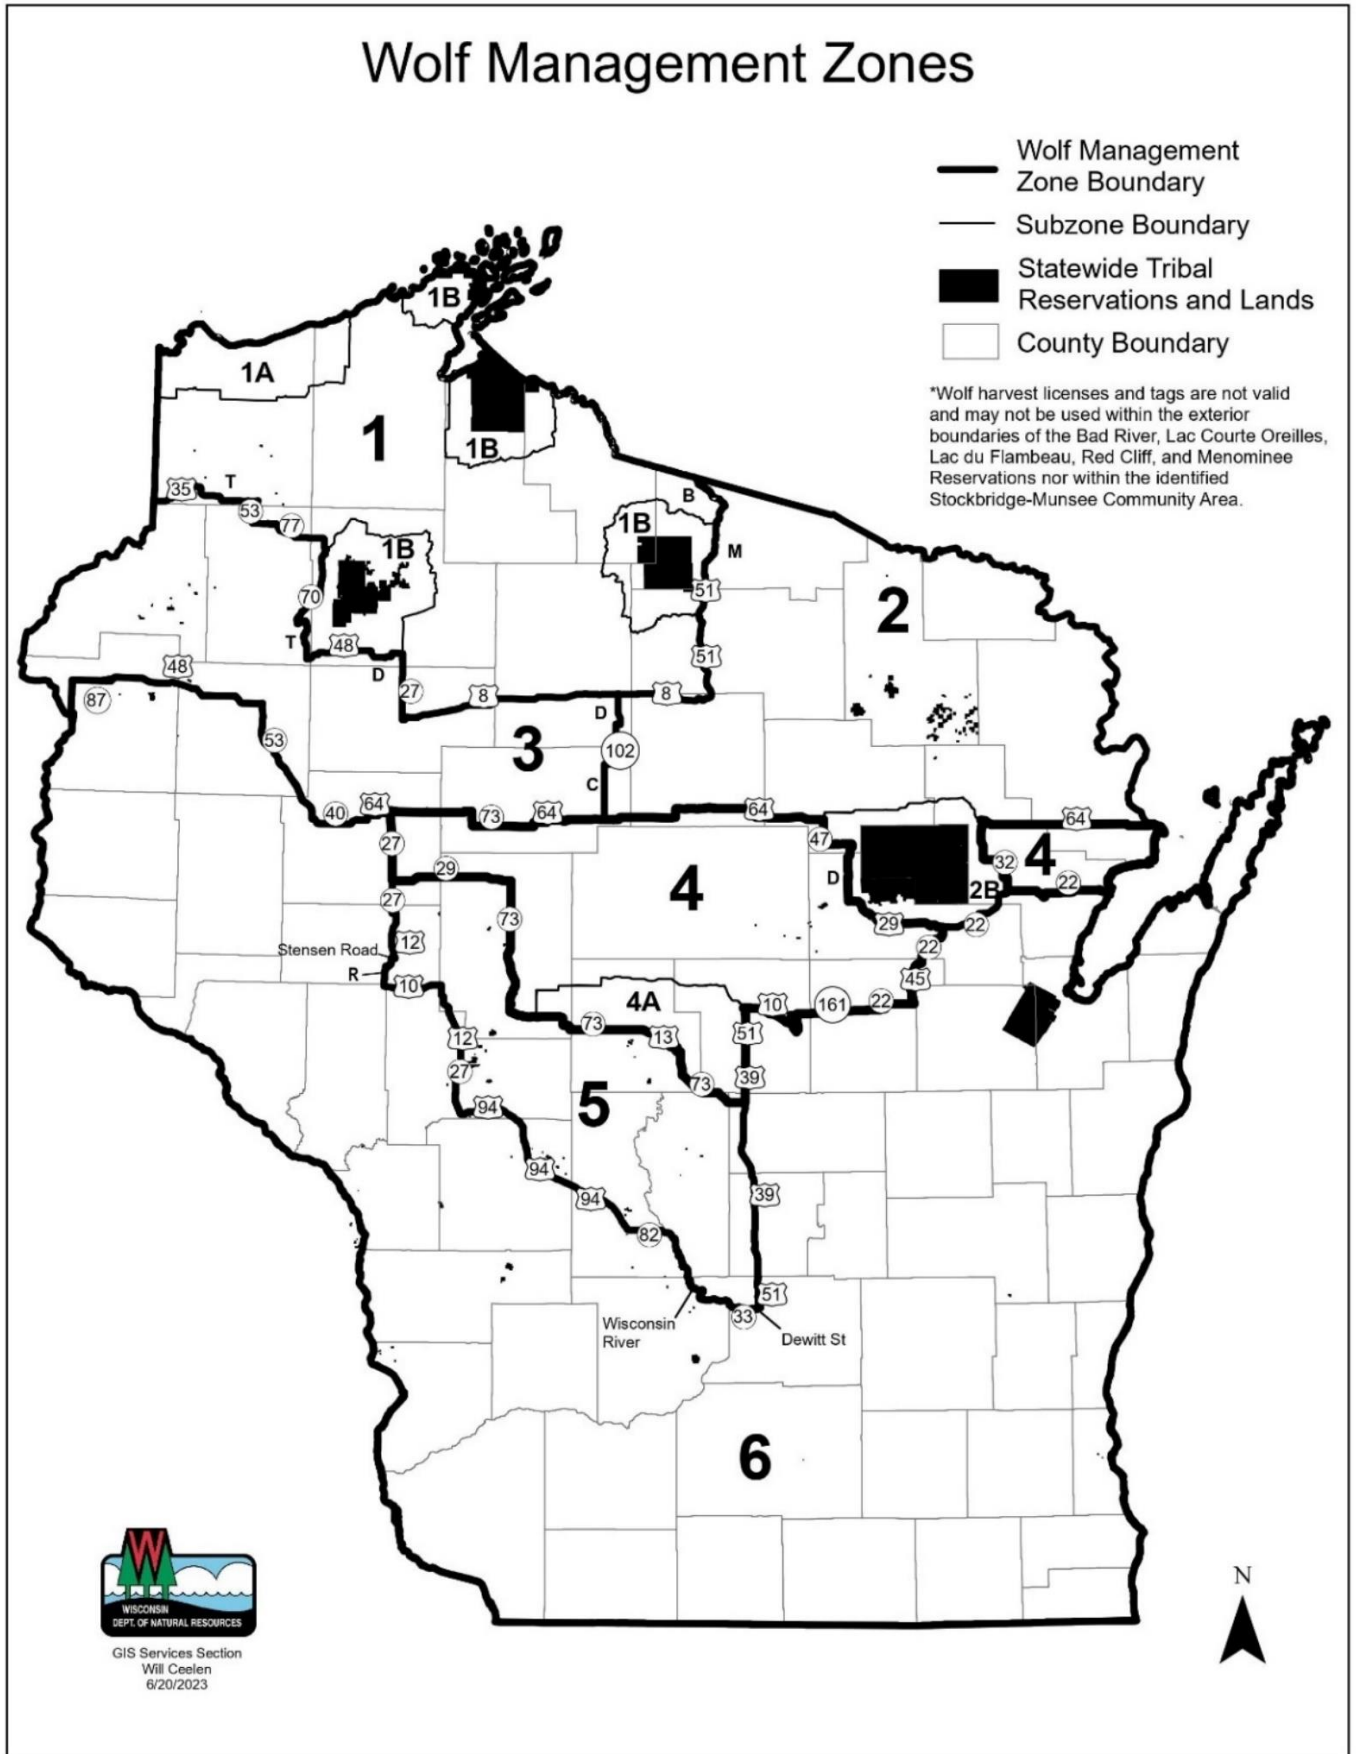 Wolf Management Zones
Wolf Management
Zone Boundary
Subzone Boundary
Statewide Tribal
Reservations and Lands
County Boundary
*Wolf harvest licenses and tags are not valid
and may not be used within the exterior
boundaries of the Bad River, Lac Courte Oreilles,
Lac du Flambeau, Red Cliff, and Menominee
Reservations nor within the identified
Stockbridge-Munsee Community Area.
1B
1A
1
1B
35
T
53
77
B
1B
M
1B
51
70
2
T
48
D
51
48
87
27
8
8
D
53
3
102
C
40
64
73
64
64
47
64
27
29
4
D
32
4
22
2B
27
73
29
22
12
Stensen Road
22
R
10
45
4A
10
161
22
73
13
51
12
27
39
73
5
94
94
94
39
82
51
33
Wisconsin
River
Dewitt St
6
W
WISCONSIN
DEPT. OF NATURAL RESOURCES
GIS Services Section
Will Ceelen
6/20/2023
N